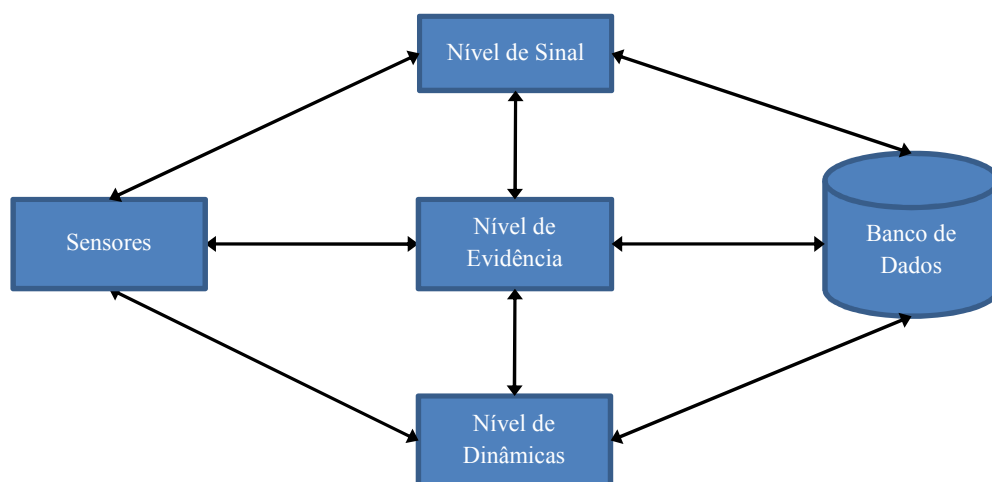 Nível de Sinal
Sensores
Nível de
Evidência
Banco de
Dados
Nível de
Dinâmicas